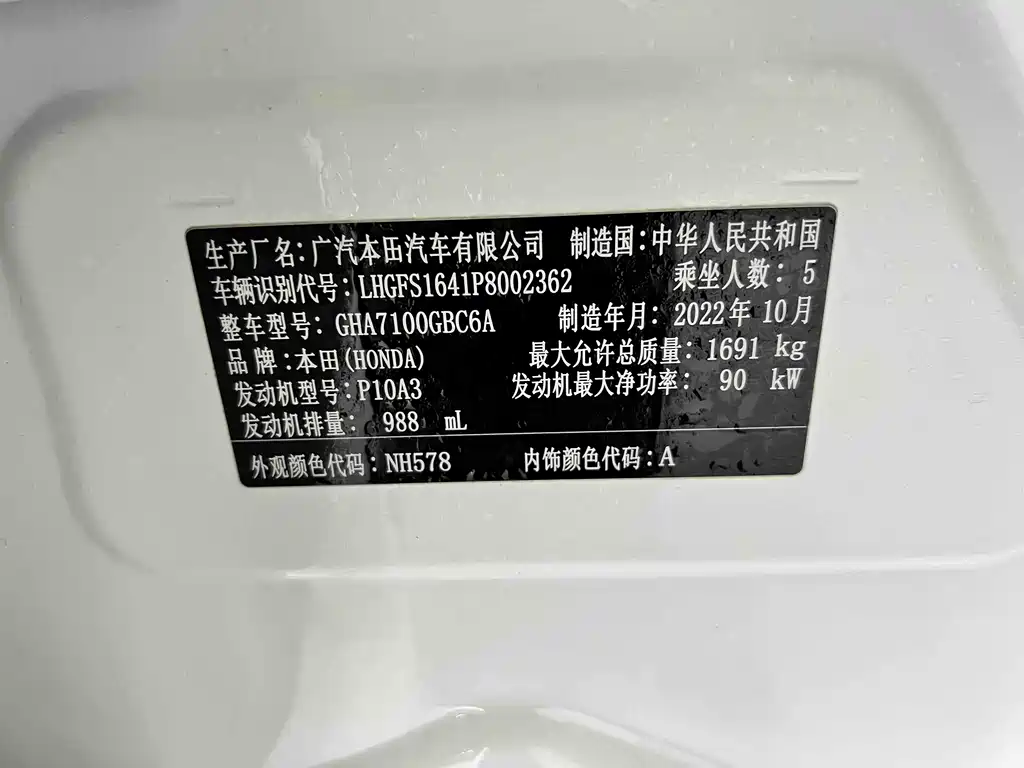 生产厂名：广汽本田汽车有限公司 制造国：中华人民共和国
车辆识别代号：LHGFS1641P8002362 乘坐人数：5
整车型号：GHA7100GBC6A 制造年月：2022年10月
品牌：本田(HONDA) 最大允许总质量：1691 kg
发动机型号：P10A3 发动机最大净功率：90 kW
发动机排量：988 mL
外观颜色代码：NH578 内饰颜色代码：A